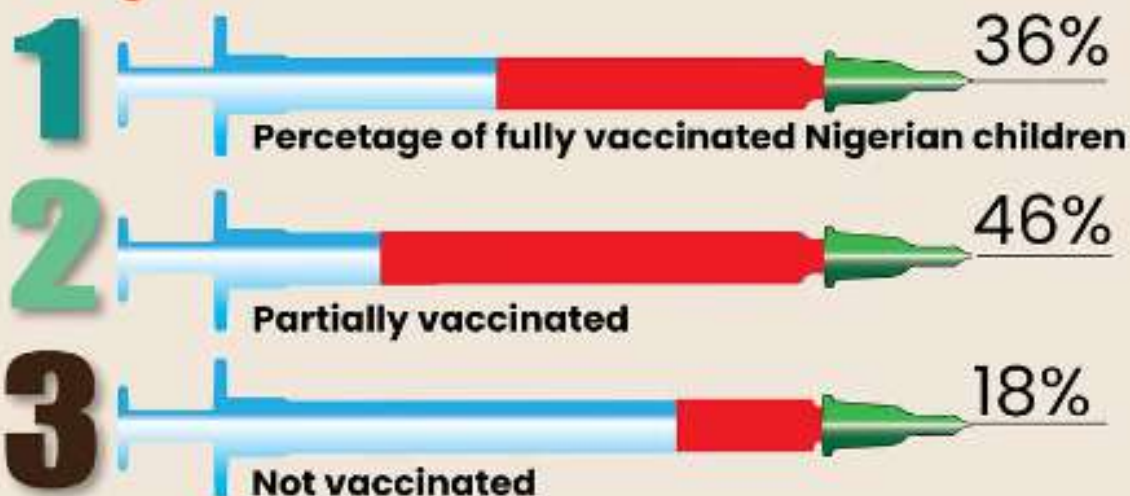 1
36%
Percetage of fully vaccinated Nigerian children
2
46%
Partially vaccinated
3
18%
Not vaccinated